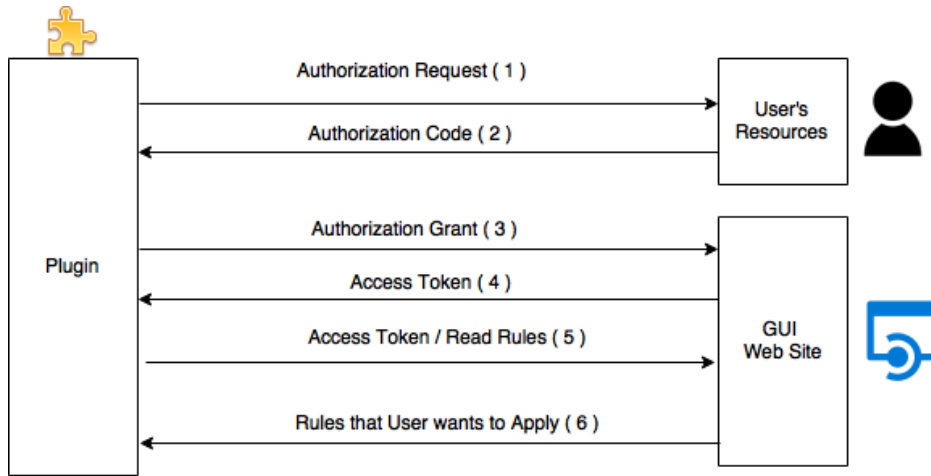 Authorization Request ( 1 )
User's
Resources
Authorization Code ( 2 )
Authorization Grant ( 3 )
Plugin
Access Token ( 4 )
Access Token / Read Rules ( 5 )
GUI
Web Site
Rules that User wants to Apply ( 6 )